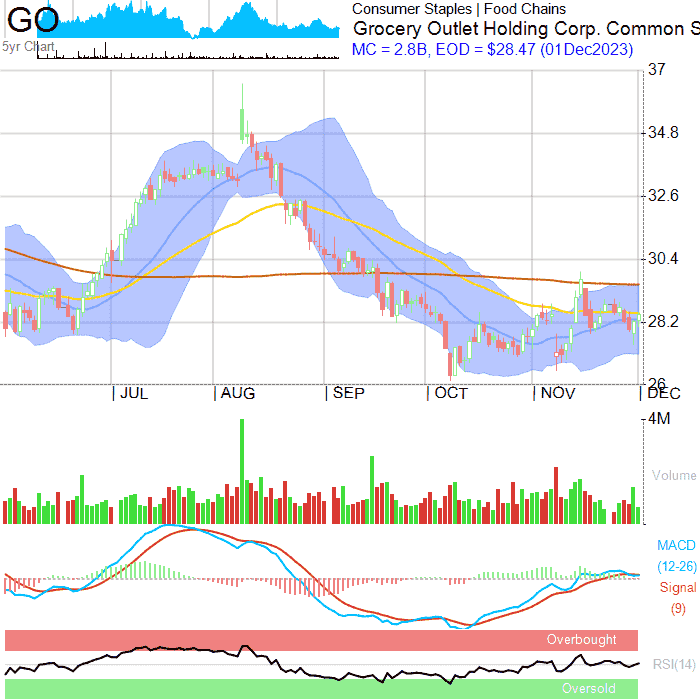 GO
Consumer Staples | Food Chains
Grocery Outlet Holding Corp. Common S
MC = 2.8B, EOD = $28.47 (01Dec2023)
5yr Chart
37
34.8
32.6
30.4
28.2
26
JUL
AUG
SEP
OCT
NOV
DEC
4M
Volume
MACD
(12-26)
Signal
(9)
Overbought
RSI(14)
Oversold